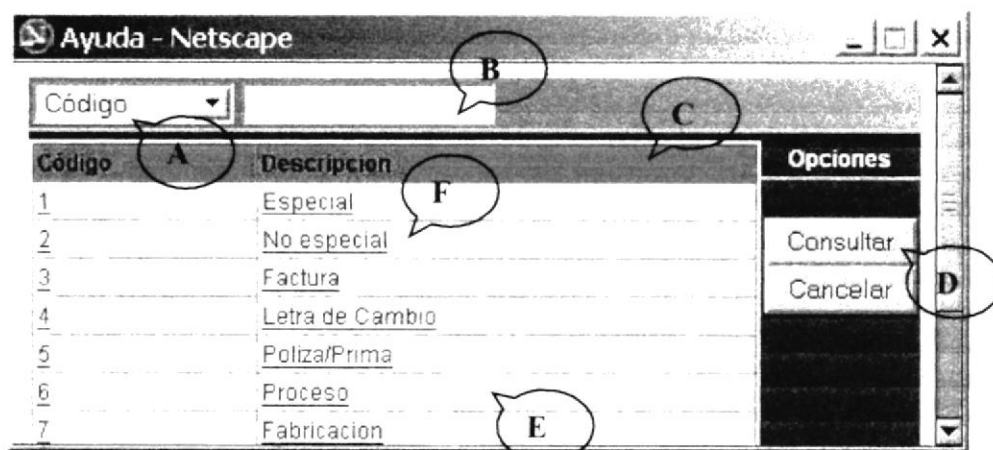 Ayuda - Netscape
B
Código
C
A
Código Descripcion Opciones
F
1 Especial
2 No especial Consultar
3 Factura Cancelar
D
4 Letra de Cambio
5 Poliza/Prima
6 Proceso
E
7 Fabricacion